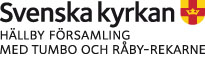 Svenska kyrkan
HÄLLBY FÖRSAMLING
MED TUMBO OCH RÅBY-REKARNE